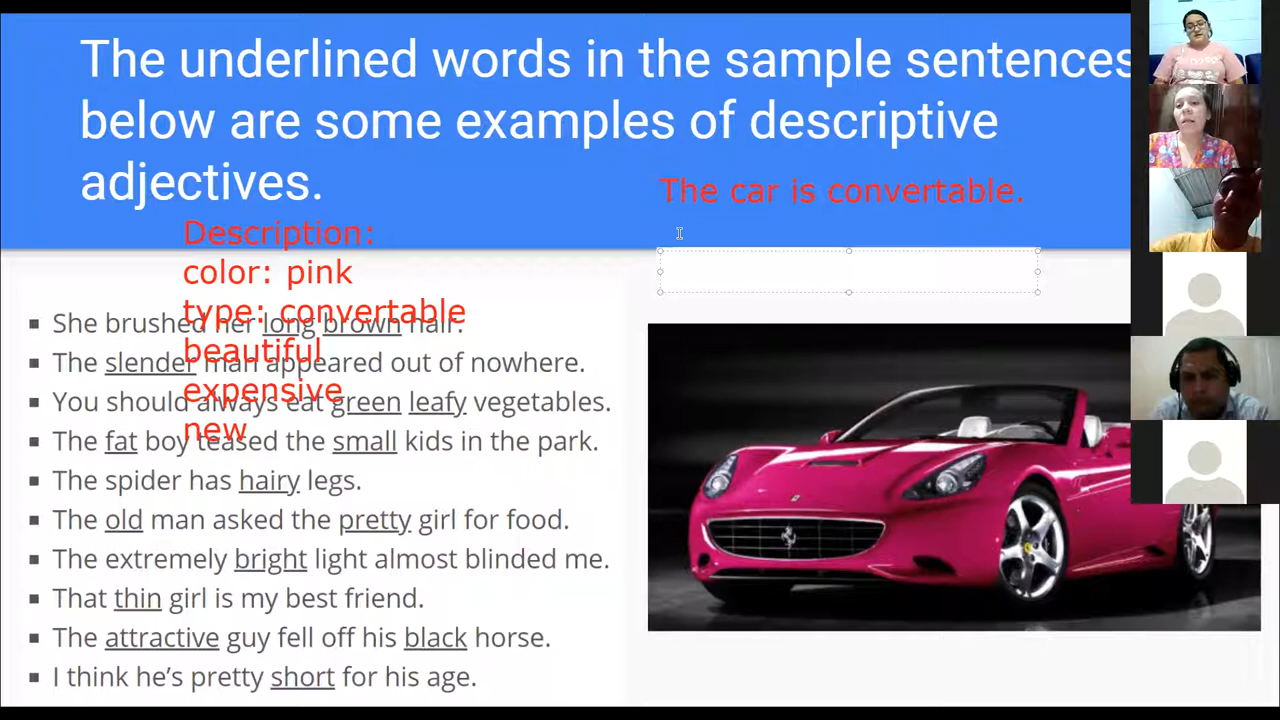 The underlined words in the sample sentences
below are some examples of descriptive
adjectives.
The car is convertable.
Description:
color: pink
type: convertable
beautiful
expensive
new
She brushed her long brown hair.
The slender man appeared out of nowhere.
You should always eat green leafy vegetables.
The fat boy teased the small kids in the park.
The spider has hairy legs.
The old man asked the pretty girl for food.
The extremely bright light almost blinded me.
That thin girl is my best friend.
The attractive guy fell off his black horse.
I think he’s pretty short for his age.